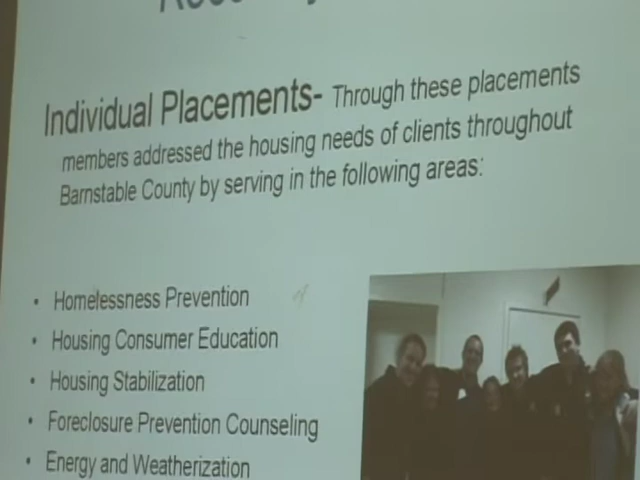 Individual Placements- Through these placements
members addressed the housing needs of clients throughout
Barnstable County by serving in the following areas:
• Homelessness Prevention
• Housing Consumer Education
• Housing Stabilization
• Foreclosure Prevention Counseling
• Energy and Weatherization